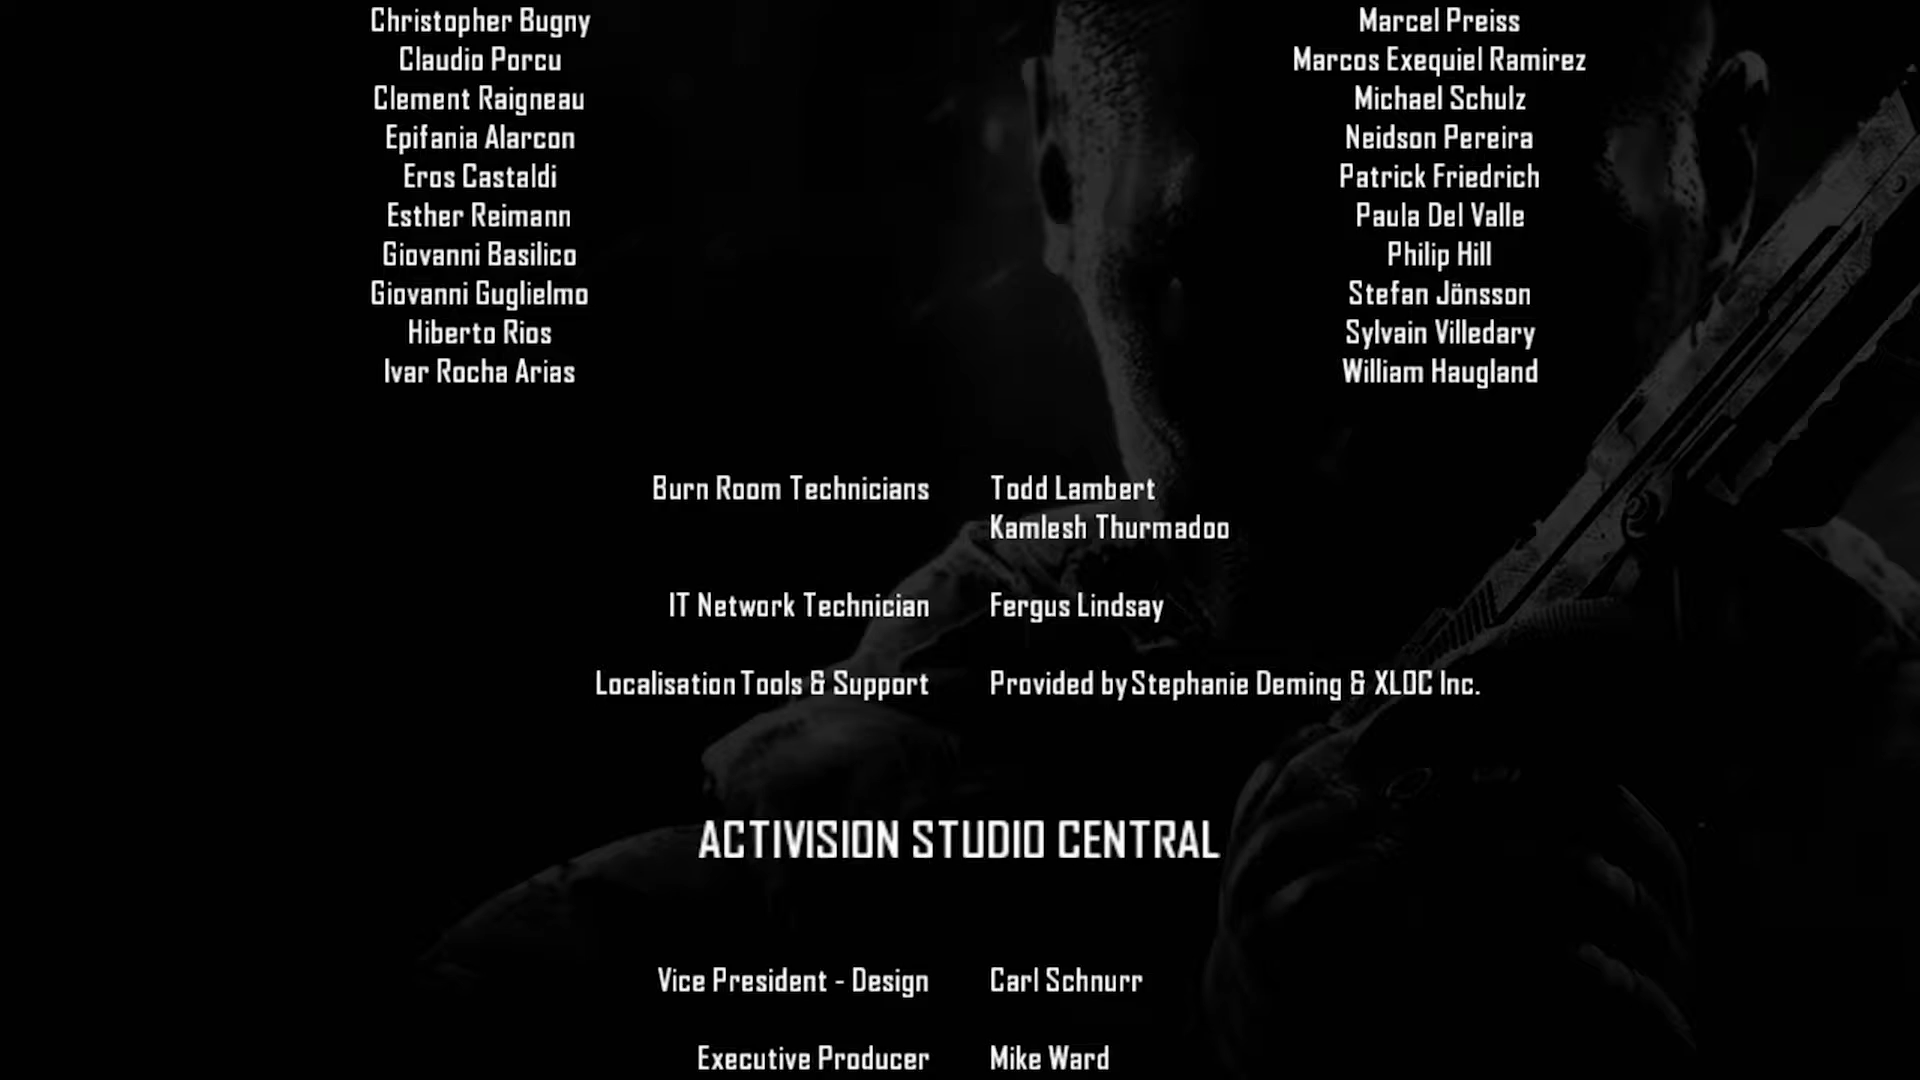 Christopher Bugny
Claudio Porcu
Clement Raigneau
Epifania Alarcon
Eros Castaldi
Esther Reimann
Giovanni Basilico
Giovanni Guglielmo
Hiberto Rios
Ivar Rocha Arias
Marcel Preiss
Marcos Exequiel Ramirez
Michael Schulz
Neidson Pereira
Patrick Friedrich
Paula Del Valle
Philip Hill
Stefan Jönsson
Sylvain Villedary
William Haugland
Burn Room Technicians Todd Lambert
Kamlesh Thurmadoo
IT Network Technician Fergus Lindsay
Localisation Tools & Support Provided by Stephanie Deming & XLOC Inc.
ACTIVISION STUDIO CENTRAL
Vice President - Design Carl Schnurr
Executive Producer Mike Ward